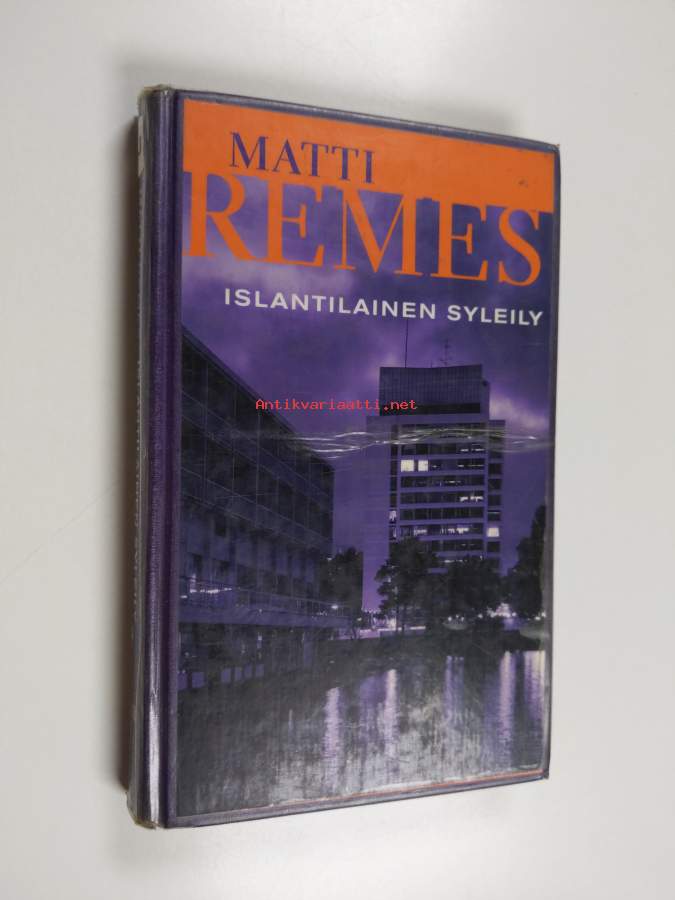 MATTI
REMES
ISLANTILAINEN SYLEILY
Antikvariaatti.net